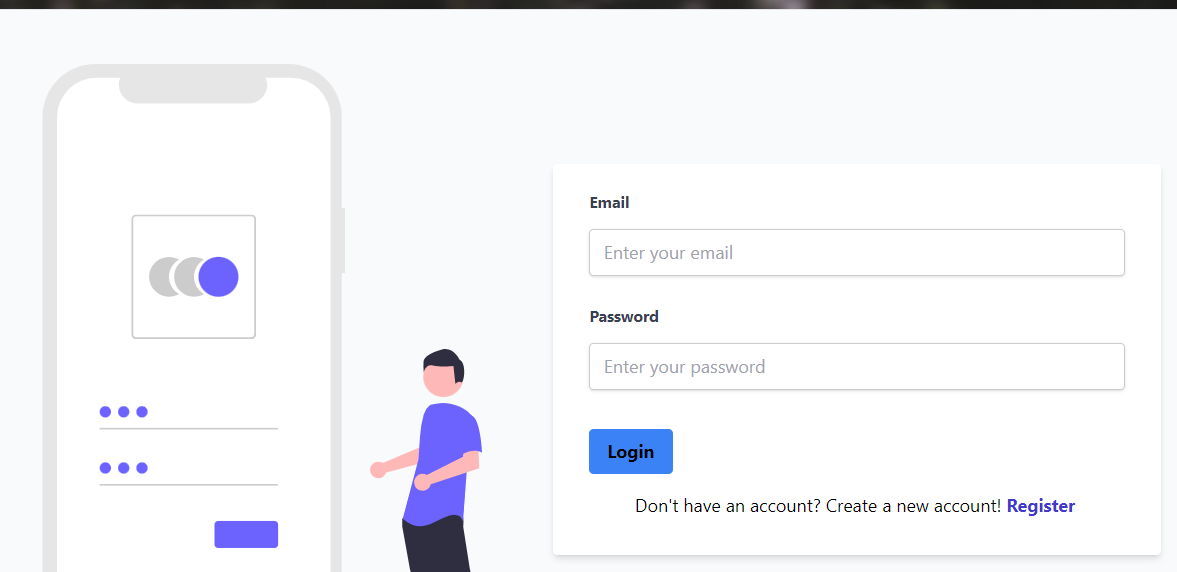 Email
Enter your email
Password
Enter your password
Login
Don't have an account? Create a new account! Register